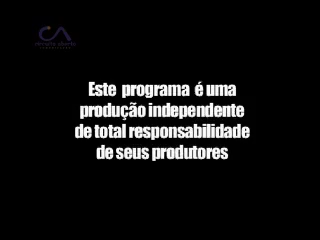 Este programa é uma
produção independente
de total responsabilidade
de seus produtores